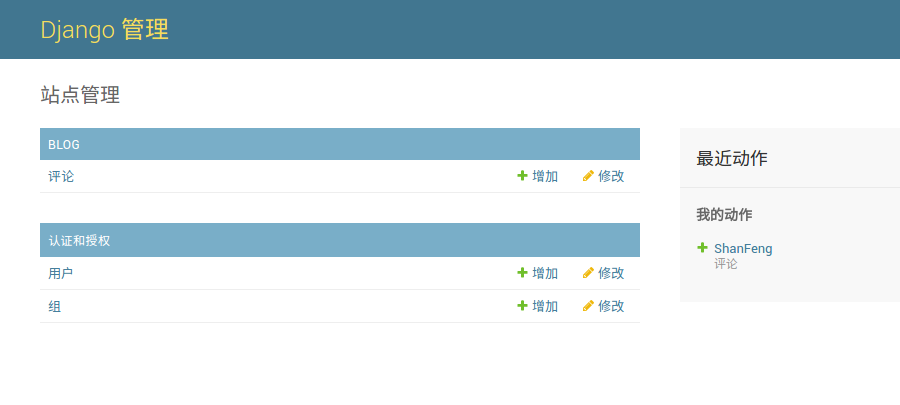 Django 管理
站点管理
BLOG
评论 增加 修改
认证和授权
用户 增加 修改
组 增加 修改
最近动作
我的动作
ShanFeng
评论